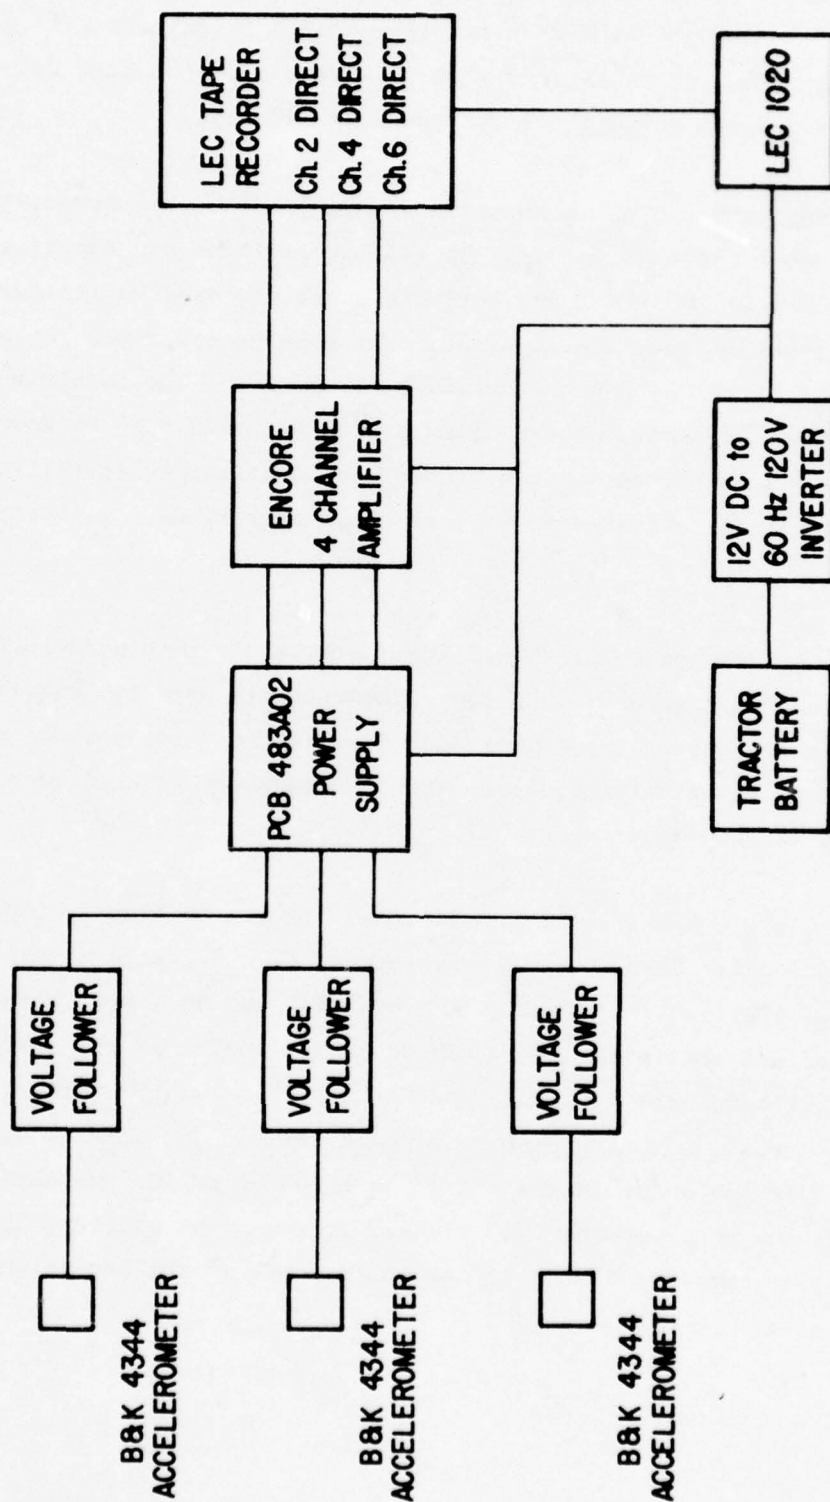 B&K 4344
ACCELEROMETER
VOLTAGE
FOLLOWER
B&K 4344
ACCELEROMETER
VOLTAGE
FOLLOWER
B&K 4344
ACCELEROMETER
VOLTAGE
FOLLOWER
PCB 483A02
POWER
SUPPLY
ENCORE
4 CHANNEL
AMPLIFIER
LEC TAPE
RECORDER
Ch. 2 DIRECT
Ch. 4 DIRECT
Ch. 6 DIRECT
TRACTOR
BATTERY
12V DC to
60 Hz 120V
INVERTER
LEC 1020